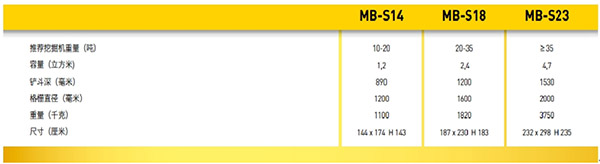 MB-S14 MB-S18 MB-S23
推荐挖掘机重量（吨） 10-20 20-35 ≥35
容量（立方米） 1,2 2,4 4,7
铲斗深（毫米） 890 1200 1530
格栅直径（毫米） 1200 1600 2000
重量（千克） 1100 1820 3750
尺寸（厘米） 144 x 174 H 143 187 x 230 H 183 232 x 298 H 235